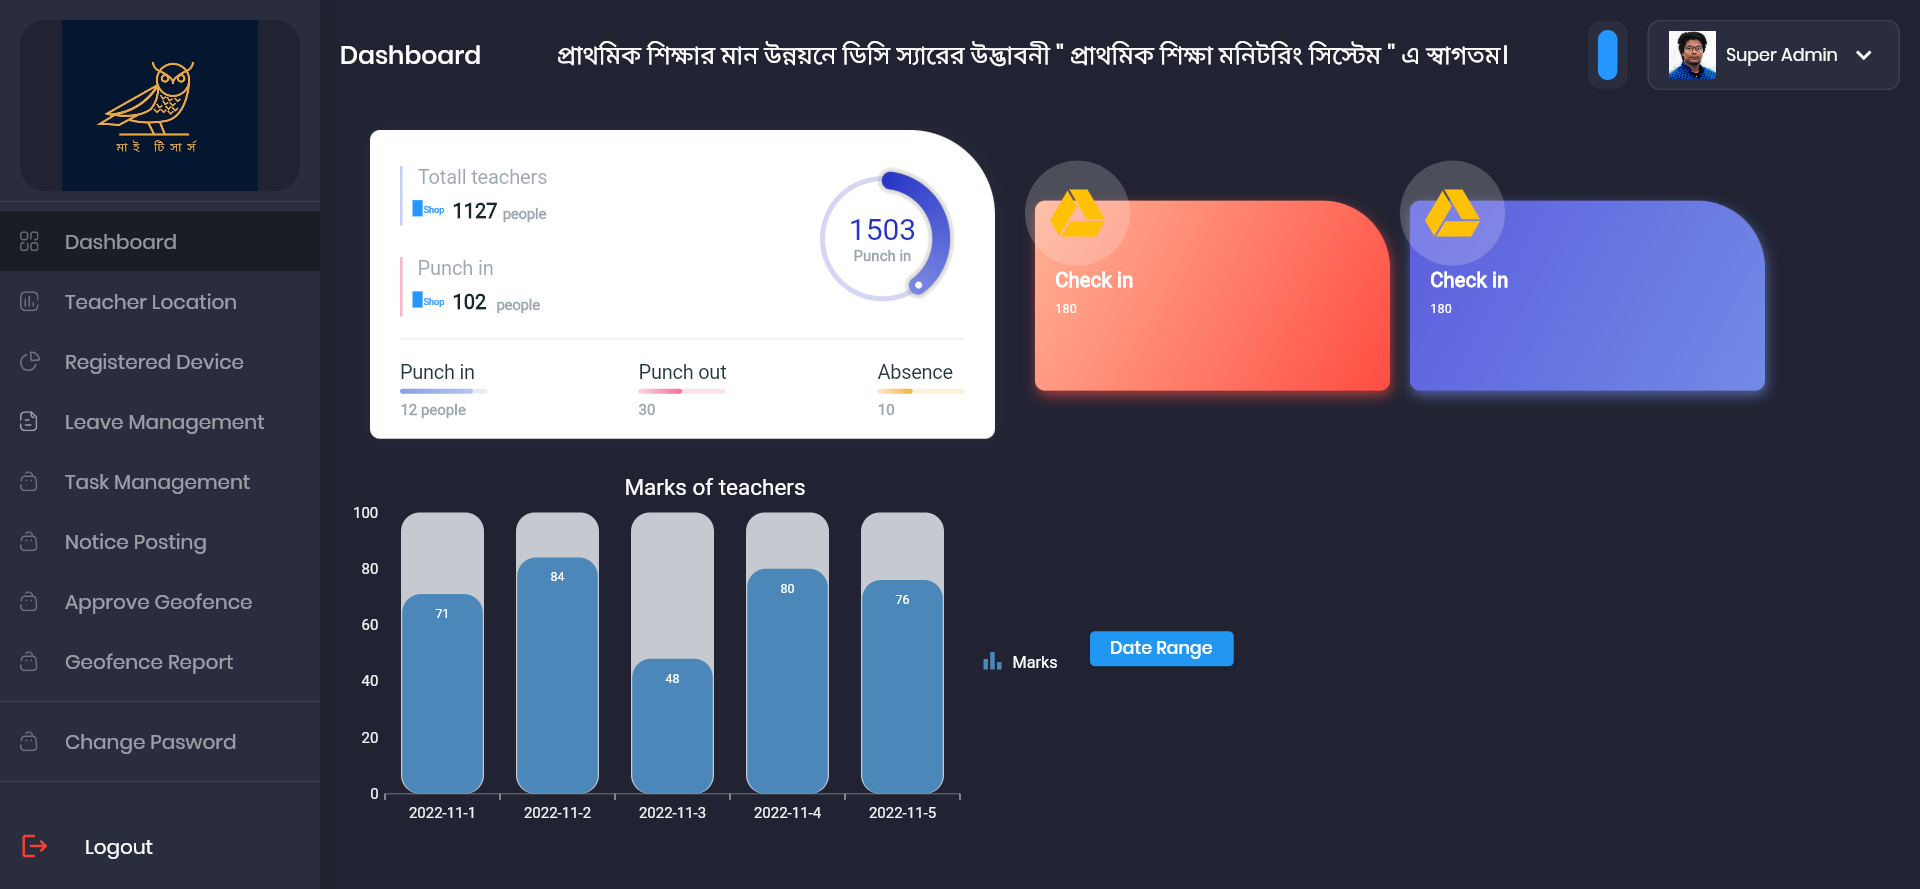 মাই টিসার্স
Dashboard
Teacher Location
Registered Device
Leave Management
Task Management
Notice Posting
Approve Geofence
Geofence Report
Change Pasword
Logout
Dashboard
প্রাথমিক শিক্ষার মান উন্নয়নে ডিসি স্যারের উদ্ভাবনী " প্রাথমিক শিক্ষা মনিটরিং সিস্টেম " এ স্বাগতম।
Super Admin
Totall teachers
Shop 1127 people
Punch in
Shop 102 people
1503
Punch in
Punch in
12 people
Punch out
30
Absence
10
Check in
180
Check in
180
Marks of teachers
100
80
60
40
20
0
71
84
48
80
76
2022-11-1
2022-11-2
2022-11-3
2022-11-4
2022-11-5
Marks
Date Range